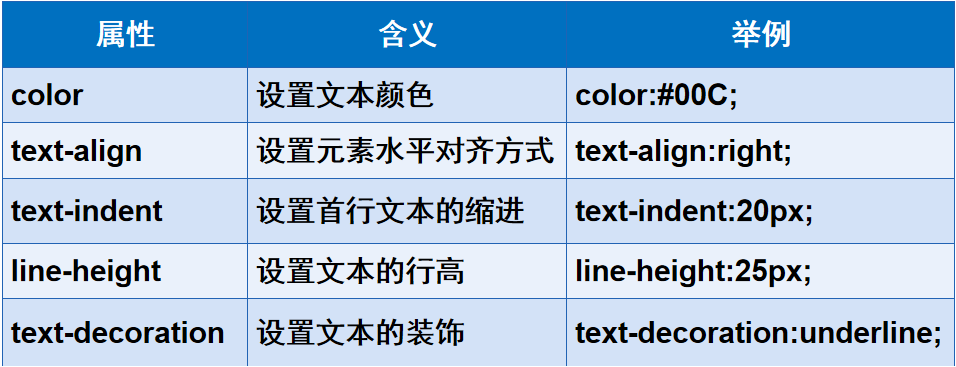 属性 含义 举例
color 设置文本颜色 color:#00C;
text-align 设置元素水平对齐方式 text-align:right;
text-indent 设置首行文本的缩进 text-indent:20px;
line-height 设置文本的行高 line-height:25px;
text-decoration 设置文本的装饰 text-decoration:underline;